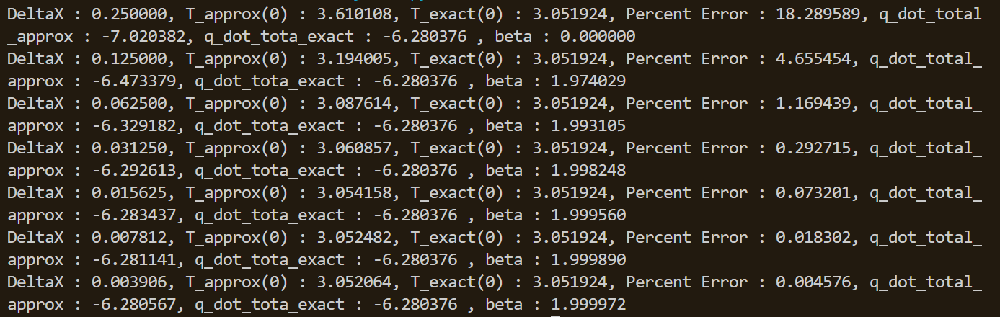 DeltaX : 0.250000, T_approx(0) : 3.610108, T_exact(0) : 3.051924, Percent Error : 18.289589, q_dot_total
_approx : -7.020382, q_dot_tota_exact : -6.280376 , beta : 0.000000
DeltaX : 0.125000, T_approx(0) : 3.194005, T_exact(0) : 3.051924, Percent Error : 4.655454, q_dot_total_
approx : -6.473379, q_dot_tota_exact : -6.280376 , beta : 1.974029
DeltaX : 0.062500, T_approx(0) : 3.087614, T_exact(0) : 3.051924, Percent Error : 1.169439, q_dot_total_
approx : -6.329182, q_dot_tota_exact : -6.280376 , beta : 1.993105
DeltaX : 0.031250, T_approx(0) : 3.060857, T_exact(0) : 3.051924, Percent Error : 0.292715, q_dot_total_
approx : -6.292613, q_dot_tota_exact : -6.280376 , beta : 1.998248
DeltaX : 0.015625, T_approx(0) : 3.054158, T_exact(0) : 3.051924, Percent Error : 0.073201, q_dot_total_
approx : -6.283437, q_dot_tota_exact : -6.280376 , beta : 1.999560
DeltaX : 0.007812, T_approx(0) : 3.052482, T_exact(0) : 3.051924, Percent Error : 0.018302, q_dot_total_
approx : -6.281141, q_dot_tota_exact : -6.280376 , beta : 1.999890
DeltaX : 0.003906, T_approx(0) : 3.052064, T_exact(0) : 3.051924, Percent Error : 0.004576, q_dot_total_
approx : -6.280567, q_dot_tota_exact : -6.280376 , beta : 1.999972